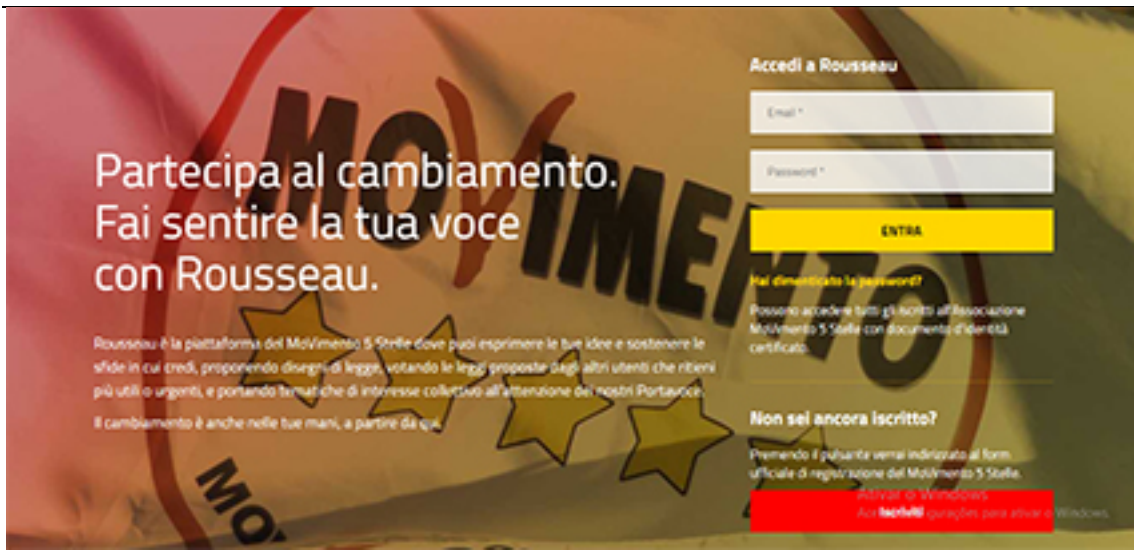 Partecipa al cambiamento.
Fai sentire la tua voce
con Rousseau.
Rousseau è la piattaforma del MoVimento 5 Stelle dove puoi esprimere le tue idee e sostenere le
sfide in cui credi, proponendo disegni di legge, votando le leggi proposte dagli altri utenti che ritieni
più utili o urgenti, e portando tematiche di interesse collettivo all'attenzione dei nostri Portavoce.
Il cambiamento è anche nelle tue mani, a partire da qui.
MOVIMENTO
MO
Accedi a Rousseau
Email *
Password *
ENTRA
Hai dimenticato la password?
Possono accedere tutti gli iscritti all'Associazione
MoVimento 5 Stelle con documento d'identità
certificato.
Non sei ancora iscritto?
Premendo il pulsante verrai indirizzato al form
ufficiale di registrazione del MoVimento 5 Stelle.
Ativar o Windows
Iscriviti
gurações para ativar o Windows.